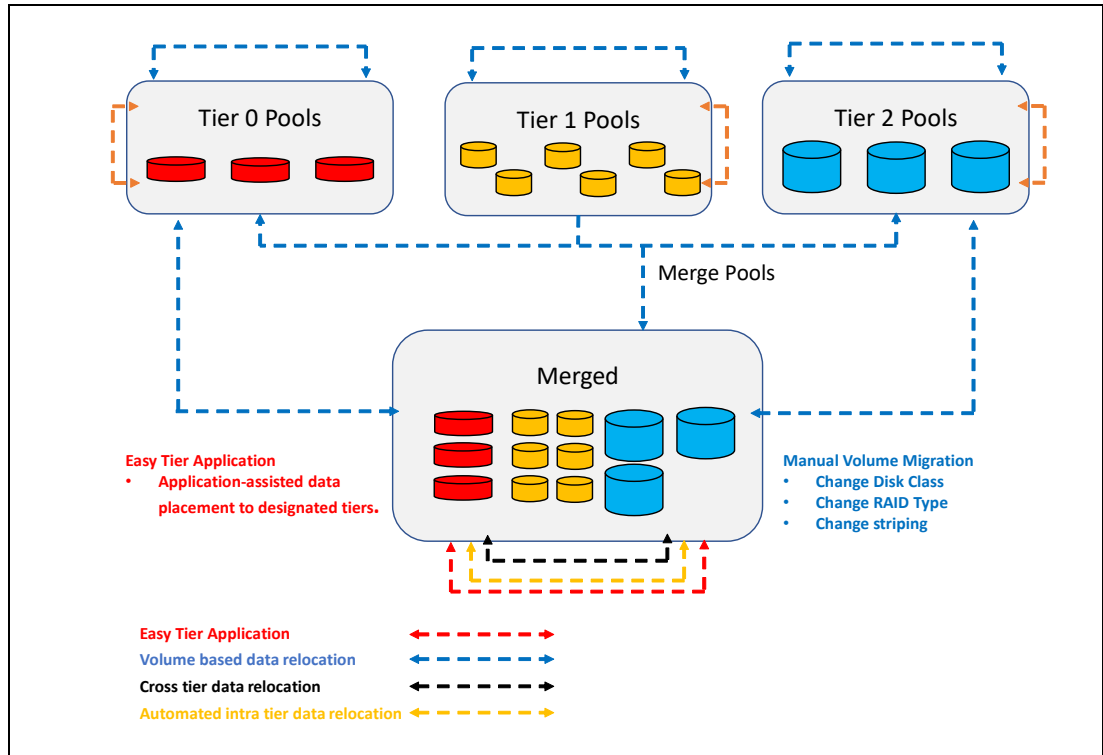 Tier 0 Pools
Tier 1 Pools
Tier 2 Pools
Merge Pools
Merged
Easy Tier Application
• Application-assisted data
placement to designated tiers.
Manual Volume Migration
• Change Disk Class
• Change RAID Type
• Change striping
Easy Tier Application
Volume based data relocation
Cross tier data relocation
Automated intra tier data relocation